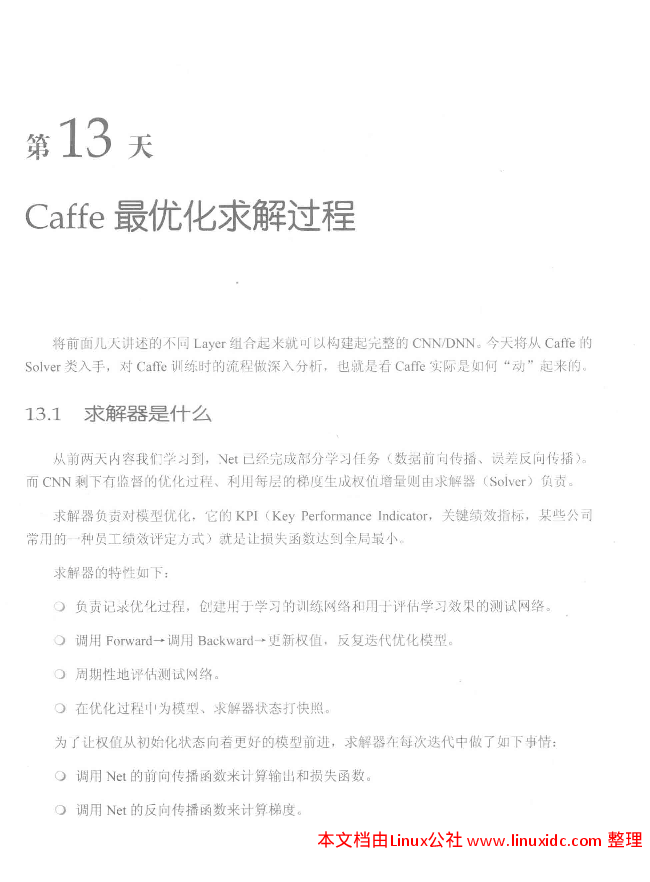 第 13 天
Caffe 最优化求解过程
将前面几天讲述的不同 Layer 组合起来就可以构建起完整的 CNN/DNN。今天将从 Caffe 的
Solver 类入手，对 Caffe 训练时的流程做深入分析，也就是看 Caffe 实际是如何“动”起来的。
13.1 求解器是什么
从前两天内容我们学习到，Net 已经完成部分学习任务（数据前向传播、误差反向传播）。
而 CNN 剩下有监督的优化过程、利用每层的梯度生成权值增量则由求解器（Solver）负责。
求解器负责对模型优化，它的 KPI（Key Performance Indicator，关键绩效指标，某些公司
常用的一种员工绩效评定方式）就是让损失函数达到全局最小。
求解器的特性如下：
○ 负责记录优化过程，创建用于学习的训练网络和用于评估学习效果的测试网络。
○ 调用 Forward→调用 Backward→更新权值，反复迭代优化模型。
○ 周期性地评估测试网络。
○ 在优化过程中为模型、求解器状态打快照。
为了让权值从初始化状态向着更好的模型前进，求解器在每次迭代中做了如下事情：
○ 调用 Net 的前向传播函数来计算输出和损失函数。
○ 调用 Net 的反向传播函数来计算梯度。
本文档由Linux公社 www.linuxidc.com 整理